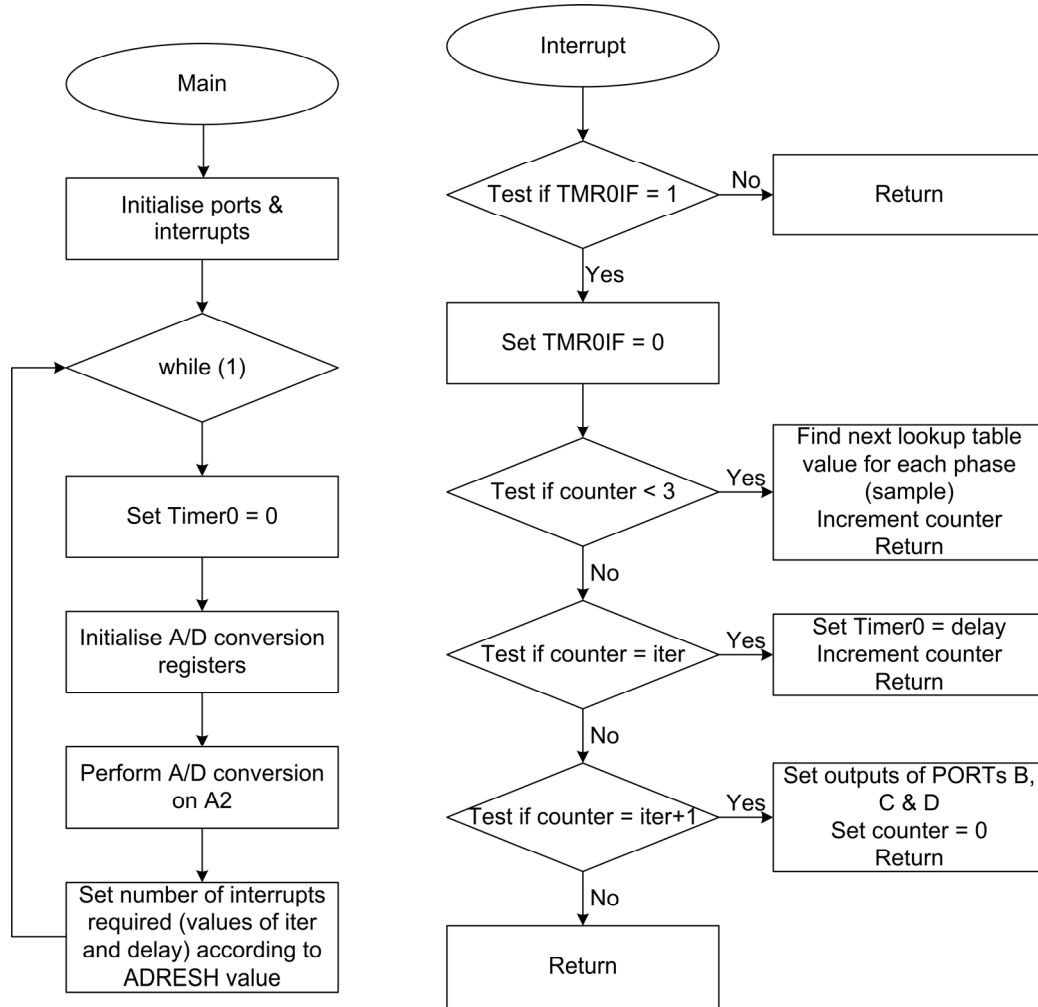 Main
Initialise ports &
interrupts
while (1)
Set Timer0 = 0
Initialise A/D conversion
registers
Perform A/D conversion
on A2
Set number of interrupts
required (values of iter
and delay) according to
ADRESH value
Interrupt
Test if TMR0IF = 1
No
Return
Yes
Set TMR0IF = 0
Test if counter < 3
Yes
Find next lookup table
value for each phase
(sample)
Increment counter
Return
No
Test if counter = iter
Yes
Set Timer0 = delay
Increment counter
Return
No
Test if counter = iter+1
Yes
Set outputs of PORTs B,
C & D
Set counter = 0
Return
No
Return